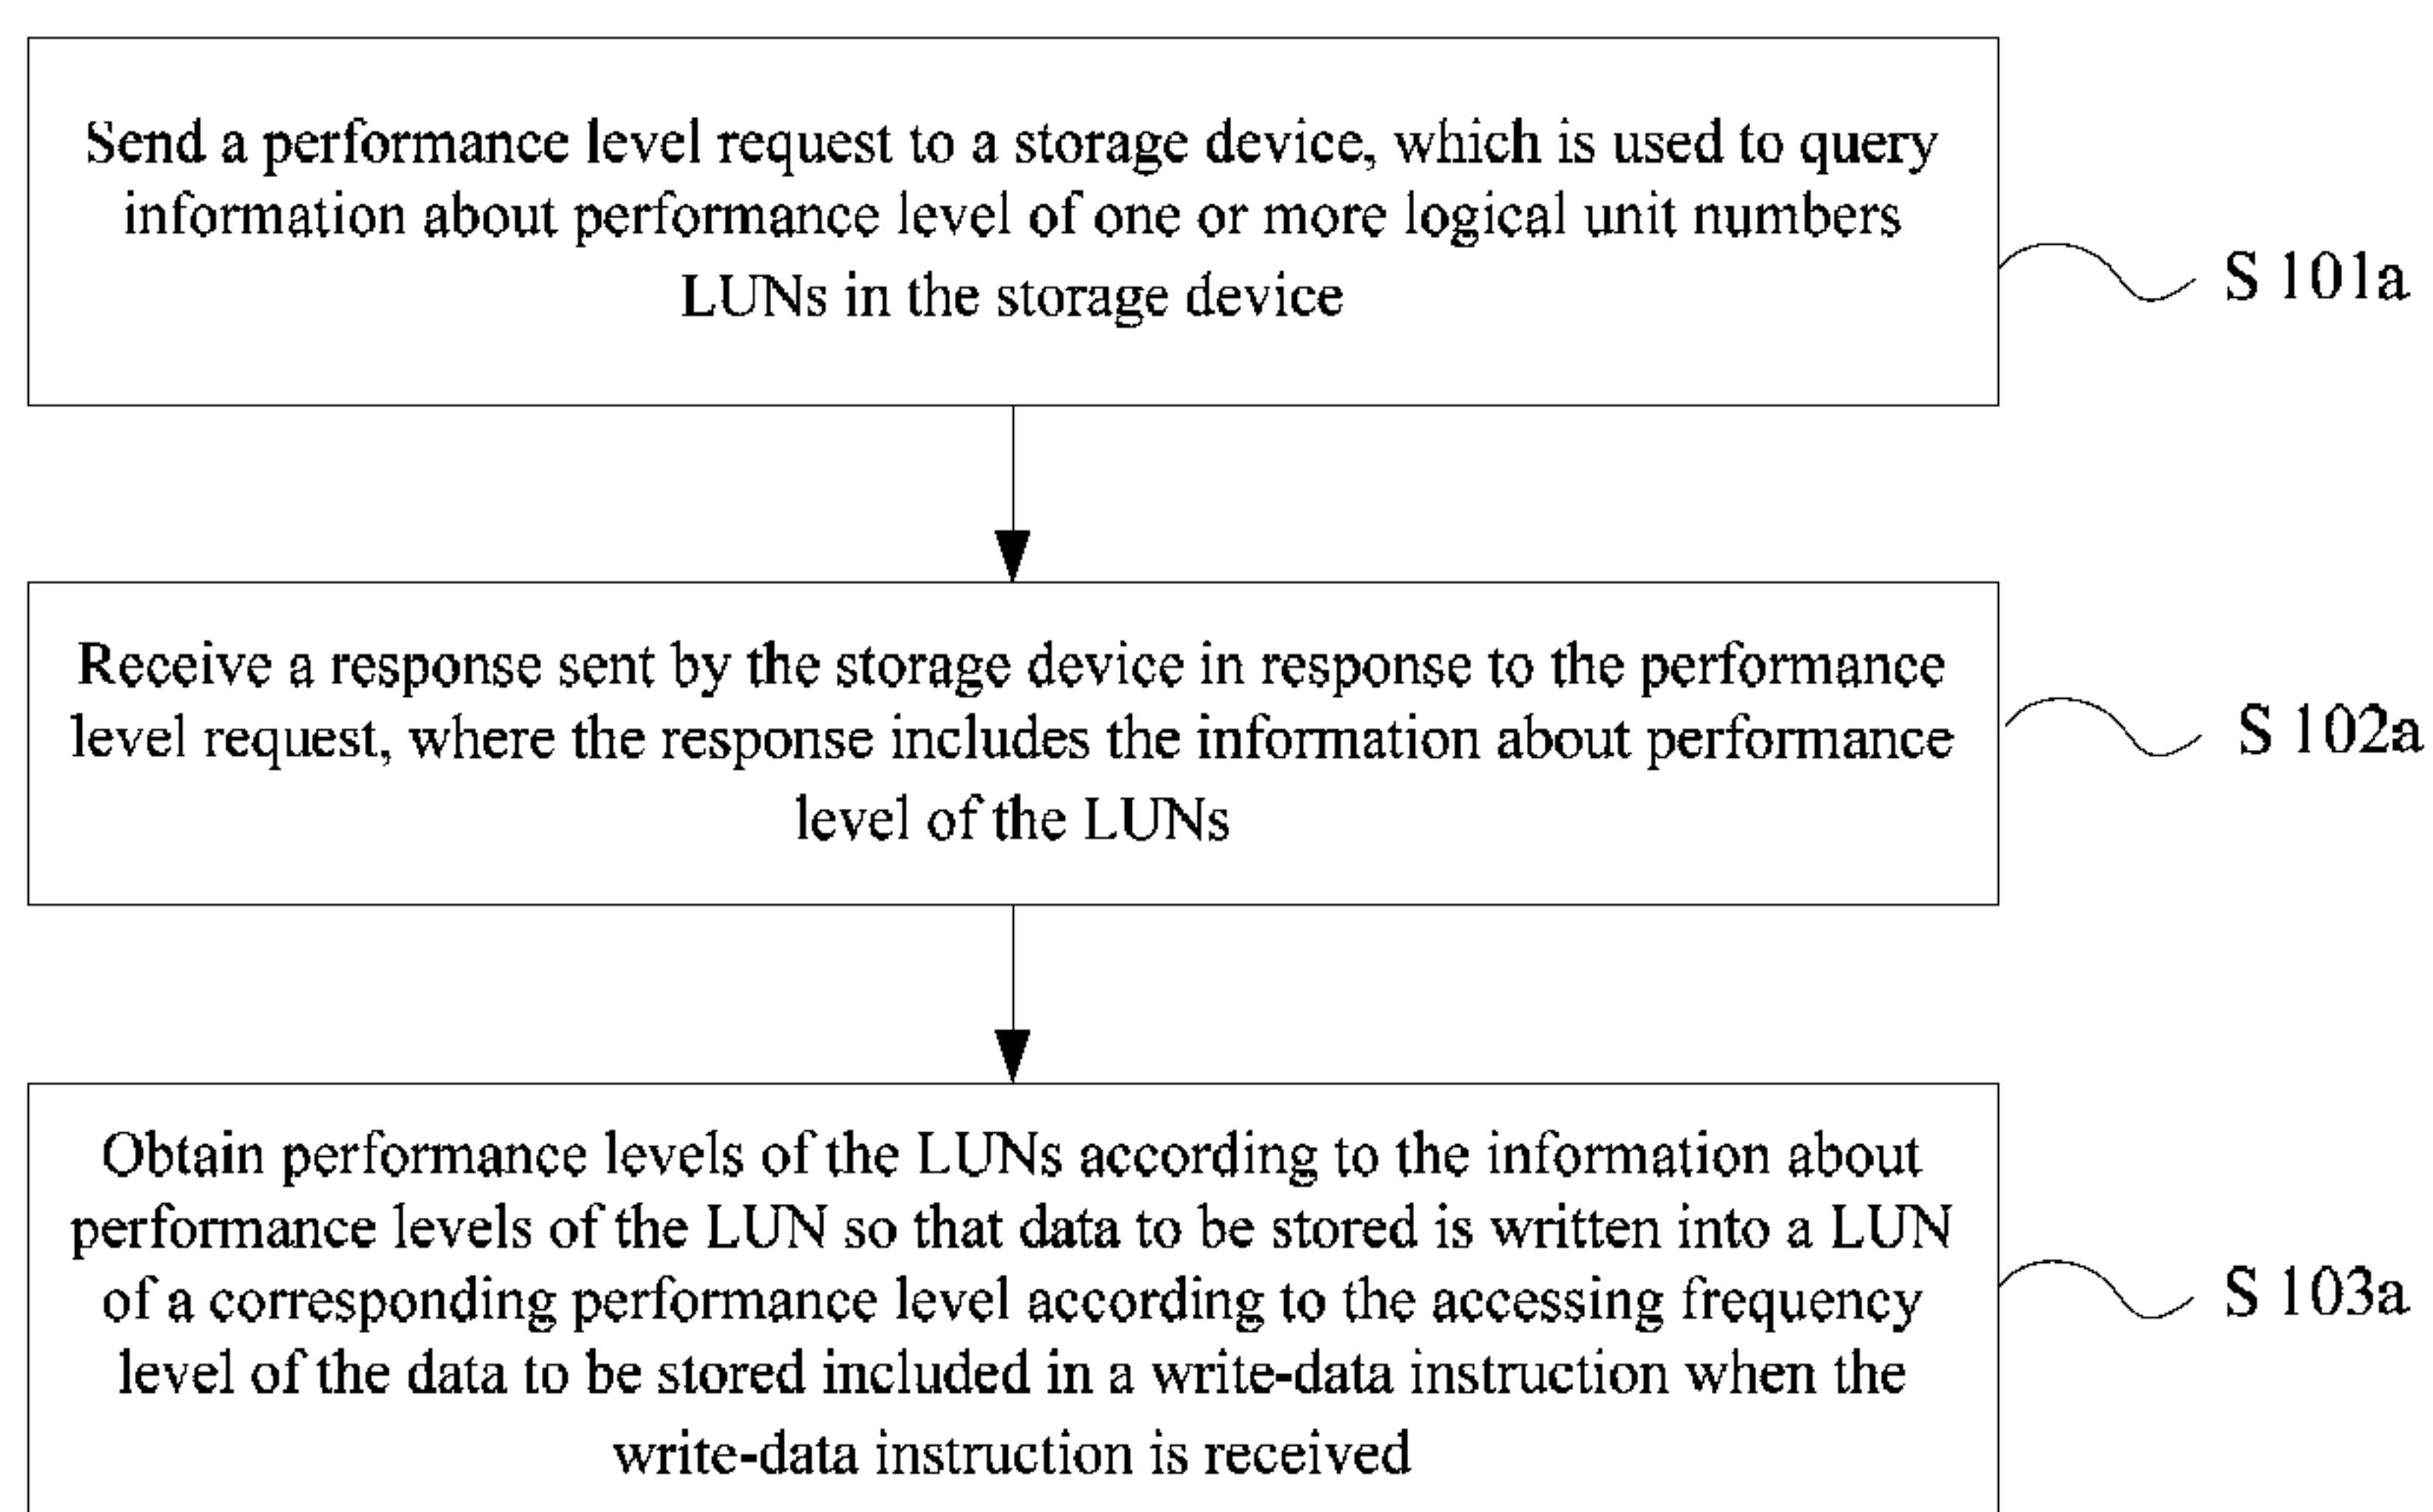 Send a performance level request to a storage device, which is used to query
information about performance level of one or more logical unit numbers
LUNs in the storage device
S 101a
Receive a response sent by the storage device in response to the performance
level request, where the response includes the information about performance
level of the LUNs
S 102a
Obtain performance levels of the LUNs according to the information about
performance levels of the LUN so that data to be stored is written into a LUN
of a corresponding performance level according to the accessing frequency
level of the data to be stored included in a write-data instruction when the
write-data instruction is received
S 103a